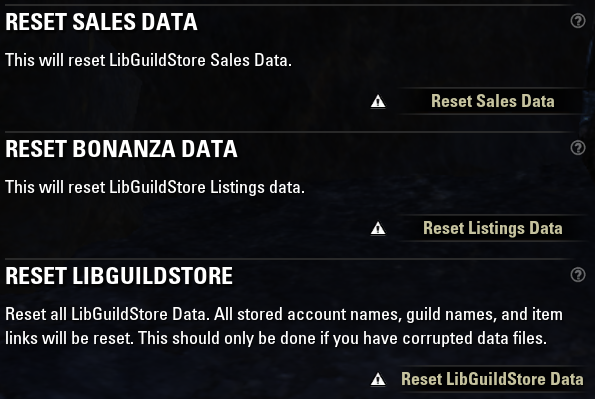 RESET SALES DATA
This will reset LibGuildStore Sales Data.
Reset Sales Data
RESET BONANZA DATA
This will reset LibGuildStore Listings data.
Reset Listings Data
RESET LIBGUILDSTORE
Reset all LibGuildStore Data. All stored account names, guild names, and item
links will be reset. This should only be done if you have corrupted data files.
Reset LibGuildStore Data